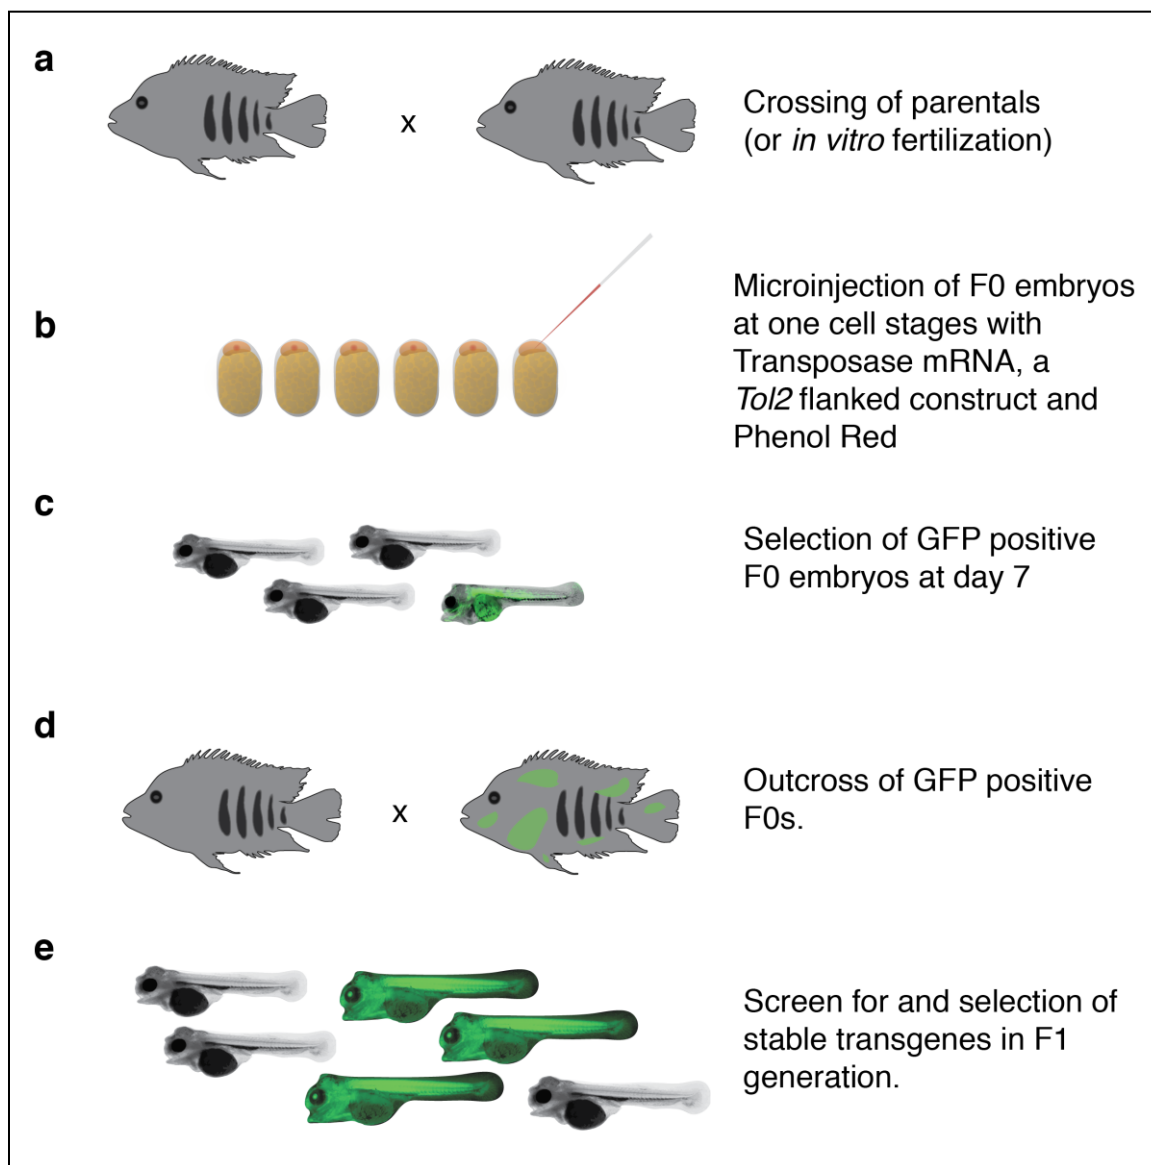 a
x
Crossing of parentals
(or in vitro fertilization)
b
Microinjection of F0 embryos
at one cell stages with
Transposase mRNA, a
Tol2 flanked construct and
Phenol Red
c
Selection of GFP positive
F0 embryos at day 7
d
x
Outcross of GFP positive
F0s.
e
Screen for and selection of
stable transgenes in F1
generation.